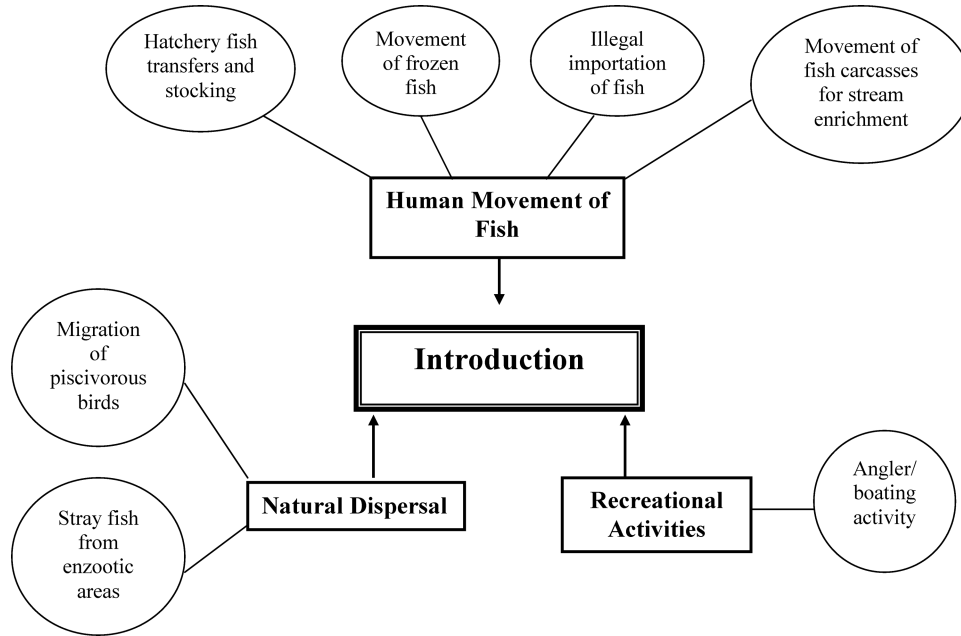 Hatchery fish
transfers and
stocking
Movement
of frozen
fish
Illegal
importation
of fish
Movement of
fish carcasses
for stream
enrichment
Human Movement of
Fish
Introduction
Migration
of
piscivorous
birds
Stray fish
from
enzootic
areas
Natural Dispersal
Recreational
Activities
Angler/
boating
activity